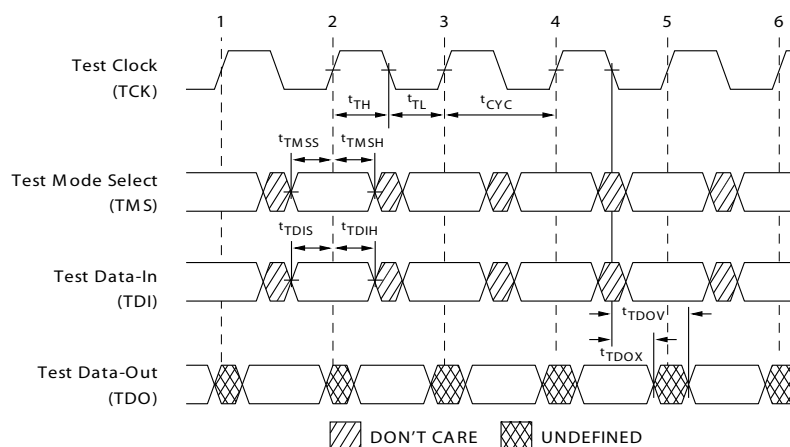 1 2 3 4 5 6
Test Clock
(TCK)
tTH tTL tCYC
tTMSS tTMSH
Test Mode Select
(TMS)
tTDIS tTDIH
Test Data-In
(TDI)
tTDOV
tTDOX
Test Data-Out
(TDO)
DON'T CARE UNDEFINED